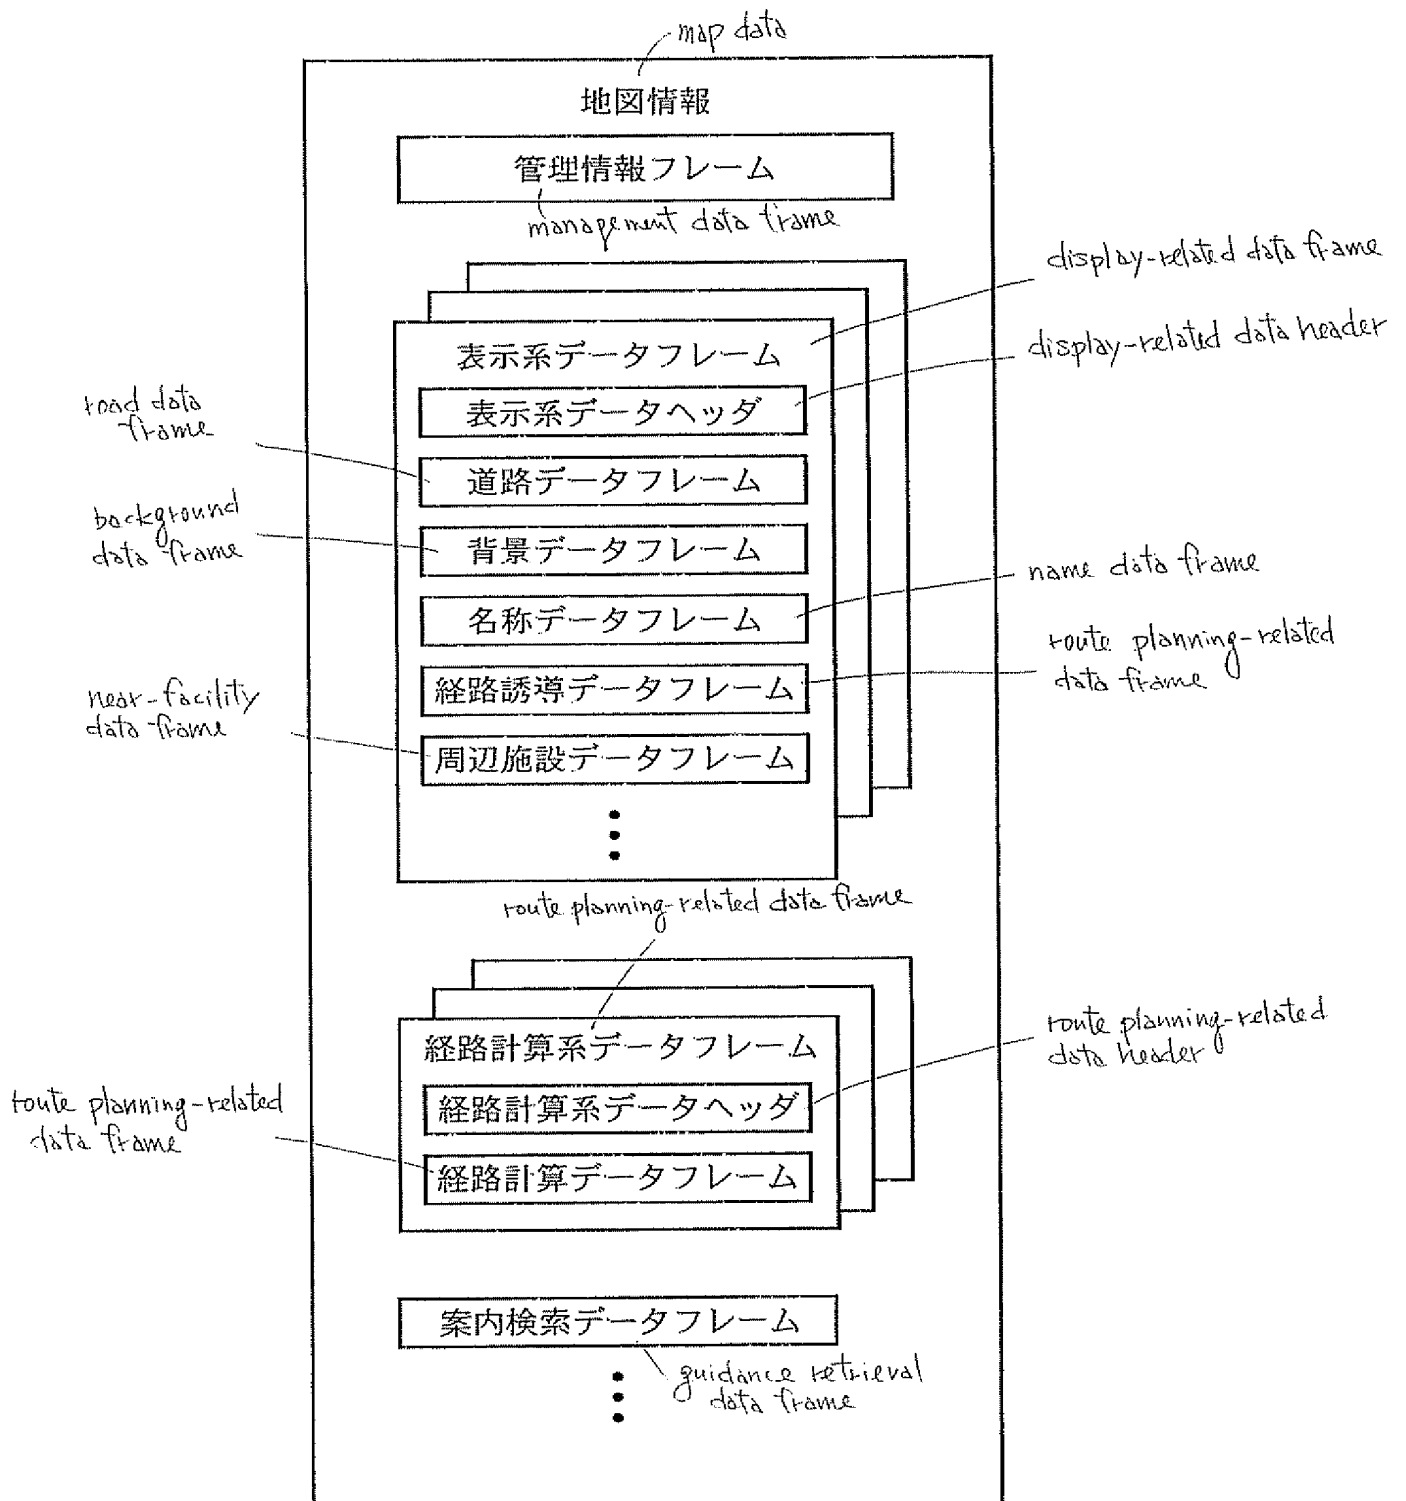 map data
地図情報
管理情報フレーム
management data frame
display-related data frame
表示系データフレーム
display-related data header
表示系データヘッダ
road data
frame
道路データフレーム
background
data frame
背景データフレーム
name data frame
名称データフレーム
route planning-related
data frame
経路誘導データフレーム
near-facility
data frame
周辺施設データフレーム
route planning-related data frame
経路計算系データフレーム
route planning-related
data header
経路計算系データヘッダ
route planning-related
data frame
経路計算データフレーム
案内検索データフレーム
guidance retrieval
data frame